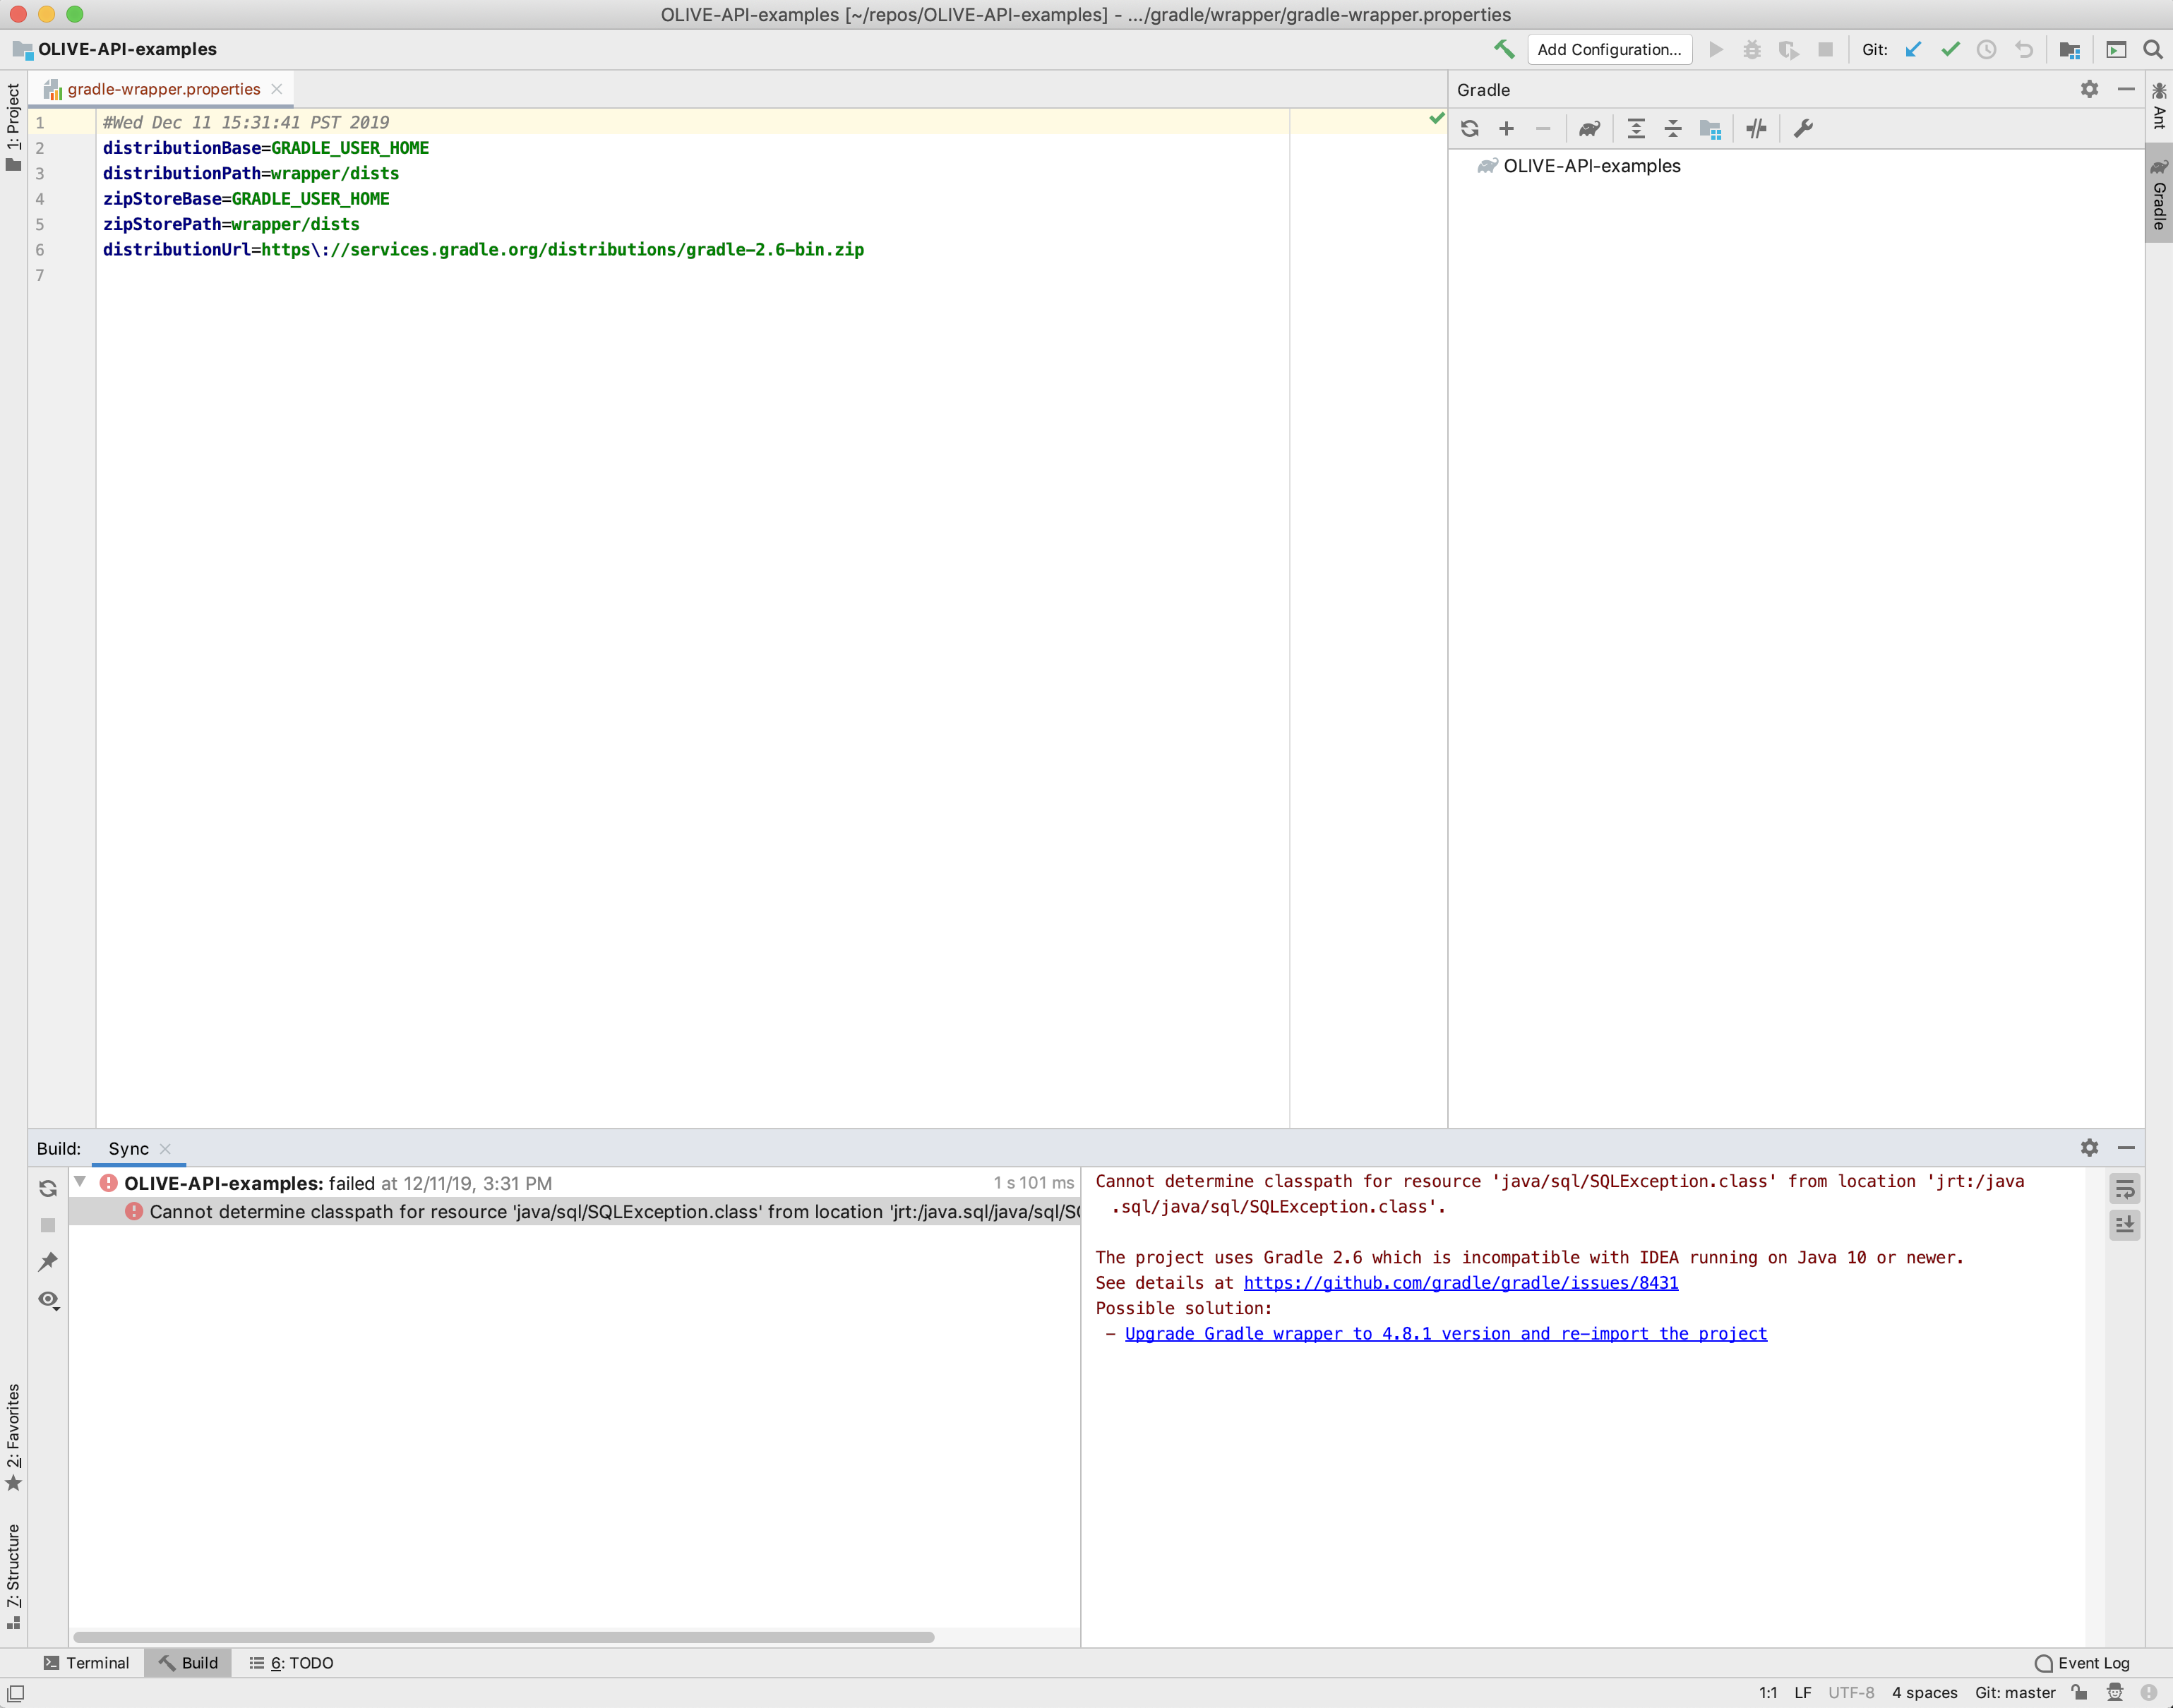 OLIVE-API-examples [~/repos/OLIVE-API-examples] - .../gradle/wrapper/gradle-wrapper.properties
OLIVE-API-examples
Add Configuration...
Git:
1: Project
gradle-wrapper.properties
Gradle
Ant
Gradle
OLIVE-API-examples
1 #Wed Dec 11 15:31:41 PST 2019
2 distributionBase=GRADLE_USER_HOME
3 distributionPath=wrapper/dists
4 zipStoreBase=GRADLE_USER_HOME
5 zipStorePath=wrapper/dists
6 distributionUrl=https\://services.gradle.org/distributions/gradle-2.6-bin.zip
7
Build:
Sync
OLIVE-API-examples: failed at 12/11/19, 3:31 PM
1 s 101 ms
Cannot determine classpath for resource 'java/sql/SQLException.class' from location 'jrt:/java.sql/java/sql/S
Cannot determine classpath for resource 'java/sql/SQLException.class' from location 'jrt:/java
.sql/java/sql/SQLException.class'.
The project uses Gradle 2.6 which is incompatible with IDEA running on Java 10 or newer.
See details at https://github.com/gradle/gradle/issues/8431
Possible solution:
- Upgrade Gradle wrapper to 4.8.1 version and re-import the project
2: Favorites
7: Structure
Terminal
Build
6: TODO
Event Log
1:1
LF
UTF-8
4 spaces
Git: master